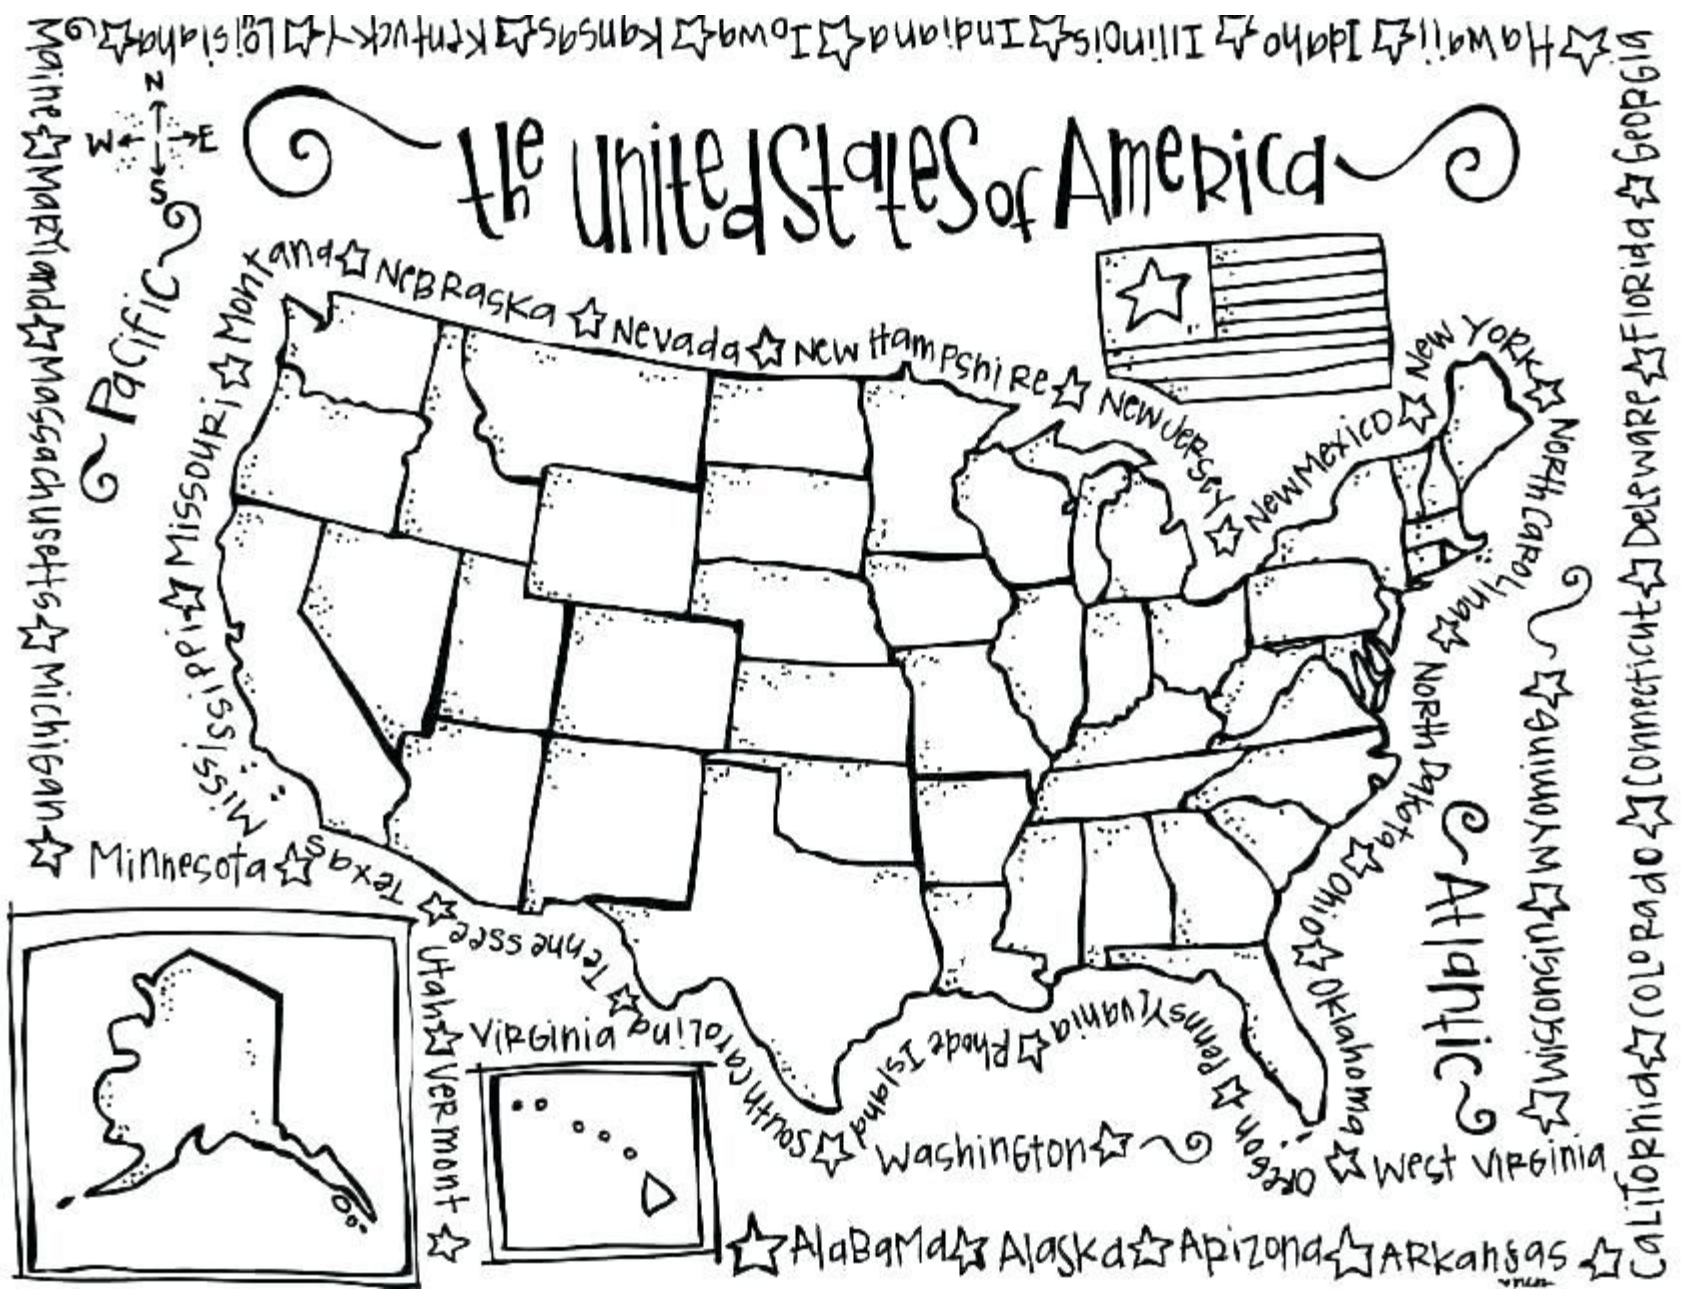 the United States of America
N
W E
S
Pacific
Atlantic
Alabama Alaska Arizona Arkansas
California Colorado Connecticut Deleware Florida Georgia
Hawaii Idaho Illinois Indiana Iowa Kansas Kentucky Louisiana
Maine Maryland Massachusetts Michigan
Minnesota
Mississippi Missouri Montana Nebraska Nevada New Hampshire New Jersey New Mexico New York North Carolina North Dakota Ohio Oklahoma Oregon Pennsylvania Rhode Island South Carolina Tennessee Texas
Utah Vermont
Virginia
Washington
West Virginia
Wisconsin Wyoming